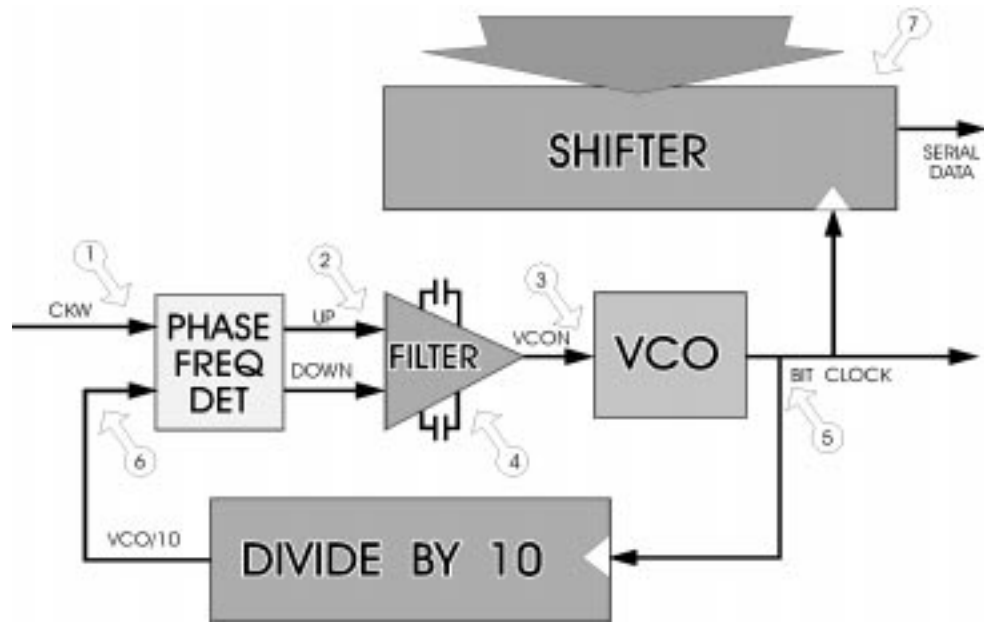 7
SHIFTER
SERIAL
DATA
1
2
3
CKW
UP
VCON
PHASE
FREQ
DET
FILTER
VCO
DOWN
BIT CLOCK
6
4
5
VCO/10
DIVIDE BY 10